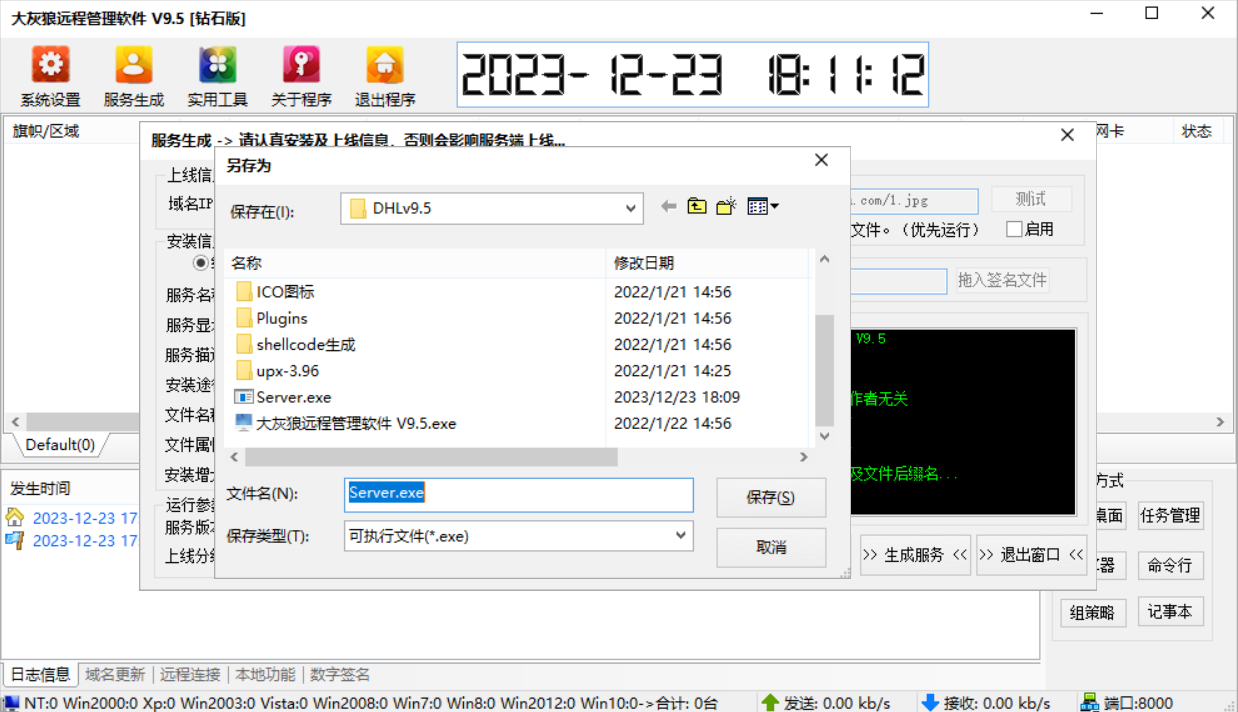 大灰狼远程管理软件 V9.5 [钻石版]
系统设置 服务生成 实用工具 关于程序 退出程序
2023-12-23 18:11:12
旗帜/区域
网卡 状态
服务生成 -> 请认真安装及上线信息，否则会影响服务端上线...
另存为
上线信
域名IP
保存在(I): DHLv9.5
.com/1.jpg 测试
文件。（优先运行） 启用
安装信
名称 修改日期
ICO图标 2022/1/21 14:56
Plugins 2022/1/21 14:56
shellcode生成 2022/1/21 14:56
upx-3.96 2022/1/21 14:25
Server.exe 2023/12/23 18:09
大灰狼远程管理软件 V9.5.exe 2022/1/22 14:56
拖入签名文件
服务名
服务显
服务描
安装途
文件名
文件属
安装增
V9.5
作者无关
及文件后缀名...
Default(0)
文件名(N): Server.exe 保存(S)
保存类型(T): 可执行文件(*.exe) 取消
运行参
服务版
上线分
>> 生成服务 << >> 退出窗口 <<
发生时间
2023-12-23 17
2023-12-23 17
方式
桌面 任务管理
器 命令行
组策略 记事本
日志信息 域名更新 远程连接 本地功能 数字签名
NT:0 Win2000:0 Xp:0 Win2003:0 Vista:0 Win2008:0 Win7:0 Win8:0 Win2012:0 Win10:0->合计: 0台 发送: 0.00 kb/s 接收: 0.00 kb/s 端口:8000